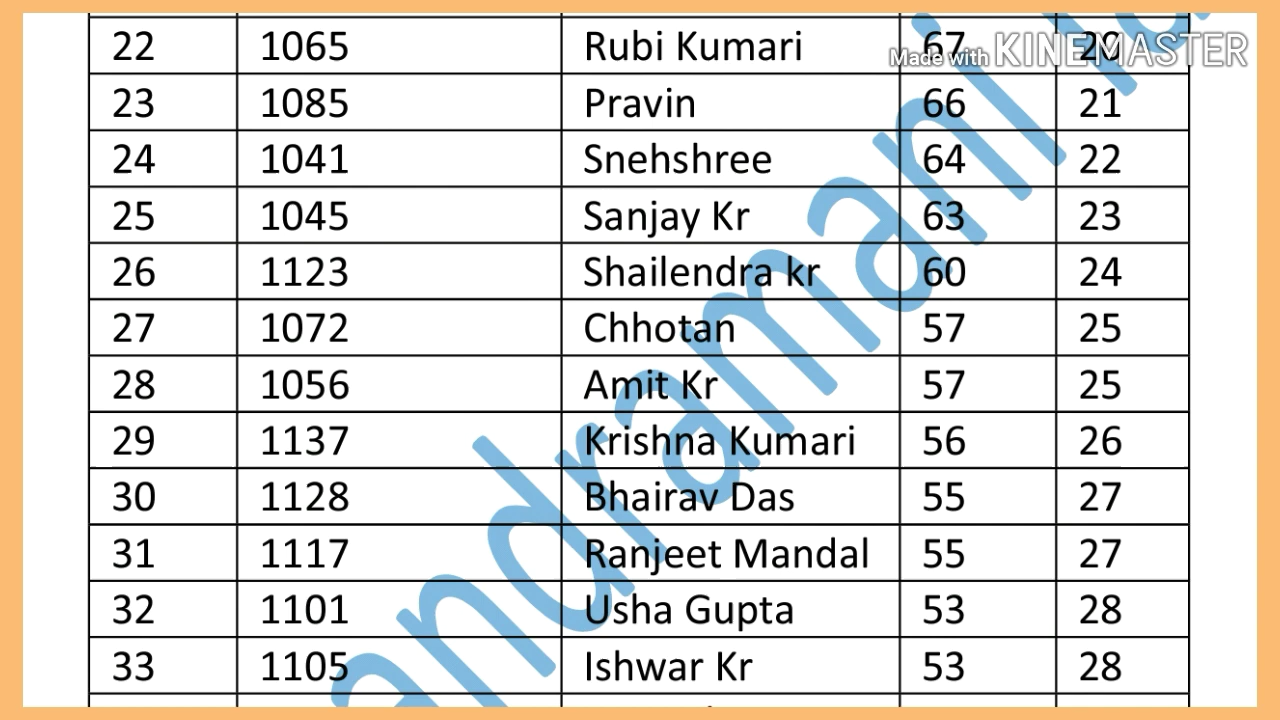 22 1065 Rubi Kumari 67 20
Made with KINEMASTER
23 1085 Pravin 66 21
24 1041 Snehshree 64 22
25 1045 Sanjay Kr 63 23
26 1123 Shailendra kr 60 24
27 1072 Chhotan 57 25
28 1056 Amit Kr 57 25
29 1137 Krishna Kumari 56 26
30 1128 Bhairav Das 55 27
31 1117 Ranjeet Mandal 55 27
32 1101 Usha Gupta 53 28
33 1105 Ishwar Kr 53 28